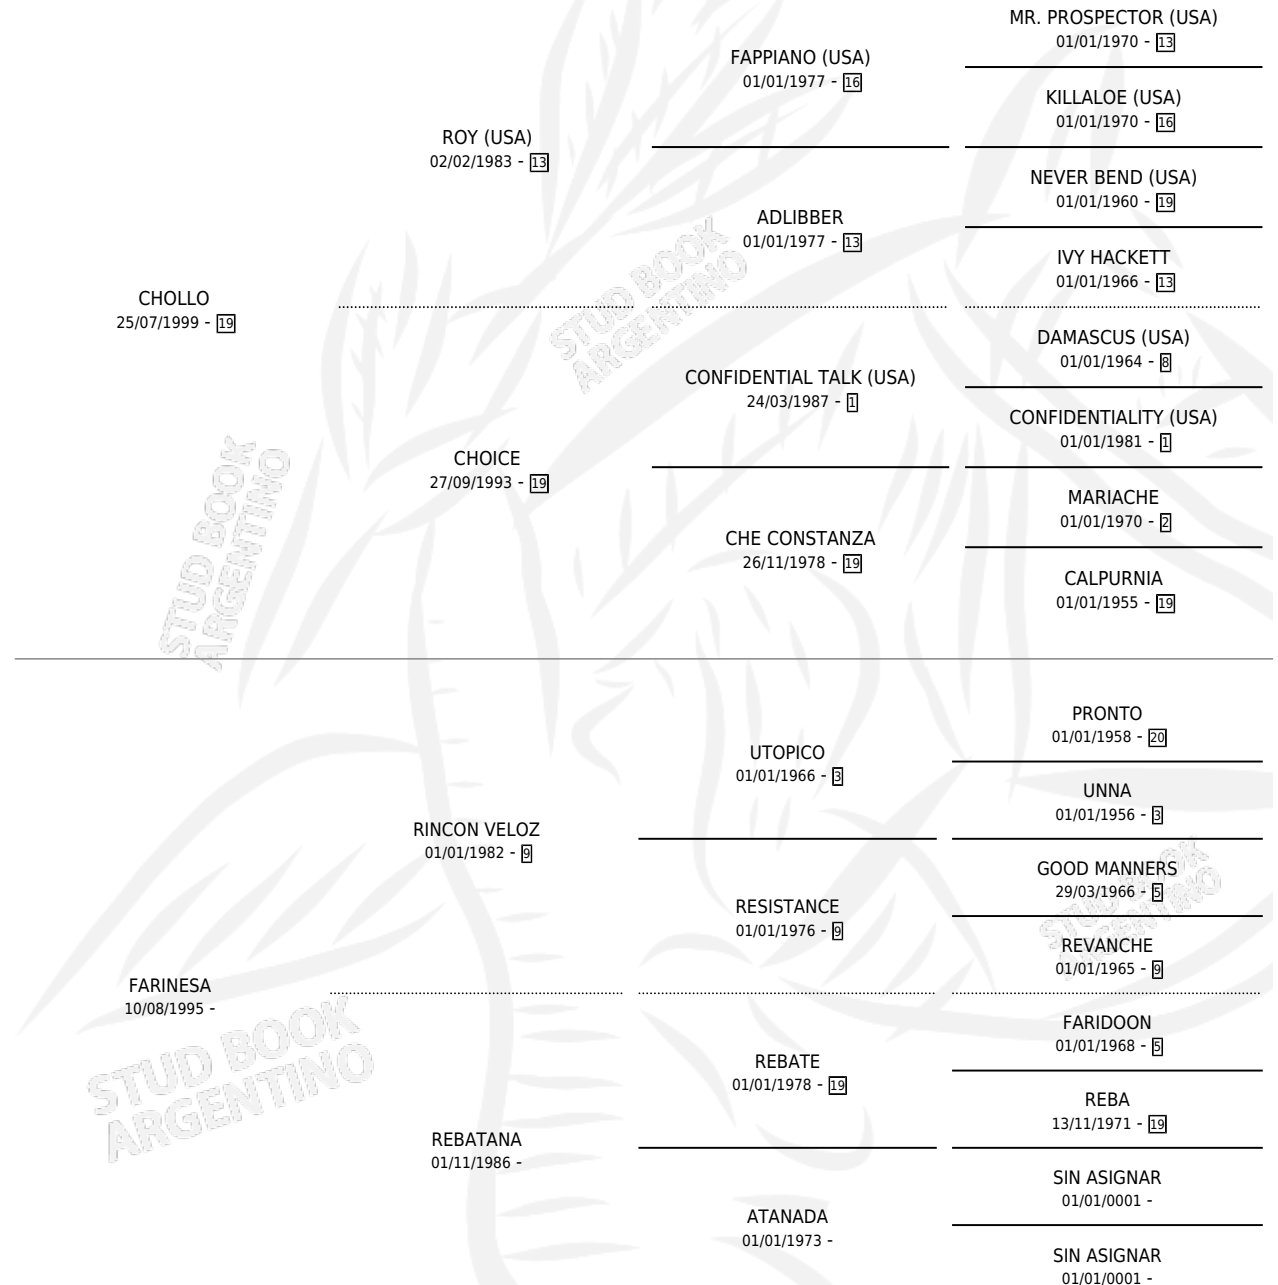 MR. PROSPECTOR (USA)
01/01/1970 - 13
FAPPIANO (USA)
01/01/1977 - 16
KILLALOE (USA)
01/01/1970 - 16
ROY (USA)
02/02/1983 - 13
NEVER BEND (USA)
01/01/1960 - 19
ADLIBBER
01/01/1977 - 13
IVY HACKETT
01/01/1966 - 13
CHOLLO
25/07/1999 - 19
DAMASCUS (USA)
01/01/1964 - 8
CONFIDENTIAL TALK (USA)
24/03/1987 - 1
CONFIDENTIALITY (USA)
01/01/1981 - 1
CHOICE
27/09/1993 - 19
MARIACHE
01/01/1970 - 2
CHE CONSTANZA
26/11/1978 - 19
CALPURNIA
01/01/1955 - 19
PRONTO
01/01/1958 - 20
UTOPICO
01/01/1966 - 3
UNNA
01/01/1956 - 3
RINCON VELOZ
01/01/1982 - 9
GOOD MANNERS
29/03/1966 - 5
RESISTANCE
01/01/1976 - 9
REVANCHE
01/01/1965 - 9
FARINESA
10/08/1995 -
FARIDOON
01/01/1968 - 5
REBATE
01/01/1978 - 19
REBA
13/11/1971 - 19
REBATANA
01/11/1986 -
SIN ASIGNAR
01/01/0001 -
ATANADA
01/01/1973 -
SIN ASIGNAR
01/01/0001 -
STUD BOOK
ARGENTINO
STUD BOOK
ARGENTINO
STUD BOOK
ARGENTINO
STUD BOOK
ARGENTINO